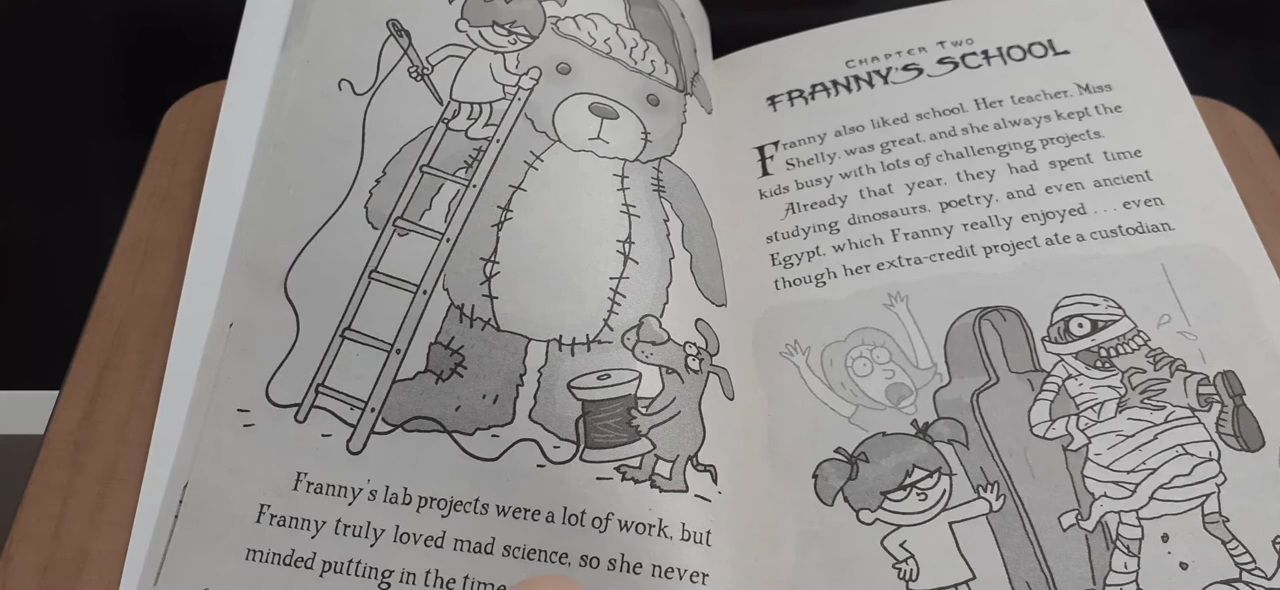 Franny's lab projects were a lot of work, but
Franny truly loved mad science, so she never
minded putting in the time
CHAPTER TWO
FRANNY'S SCHOOL
Franny also liked school. Her teacher, Miss
Shelly, was great, and she always kept the
kids busy with lots of challenging projects.
Already that year, they had spent time
studying dinosaurs, poetry, and even ancient
Egypt, which Franny really enjoyed . . . even
though her extra-credit project ate a custodian.